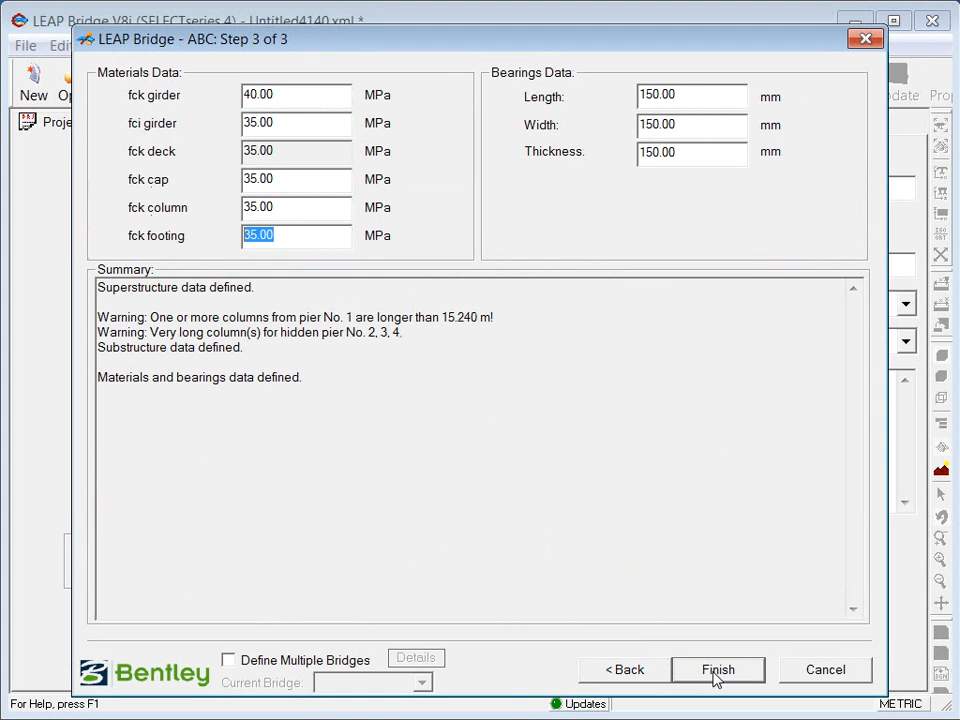 LEAP Bridge V8i (SELECTseries 4) - Untitled4140.xml *
File Edi
LEAP Bridge - ABC: Step 3 of 3
New
Proje
Materials Data:
fck girder 40.00 MPa
fci girder 35.00 MPa
fck deck 35.00 MPa
fck cap 35.00 MPa
fck column 35.00 MPa
fck footing 35.00 MPa
Bearings Data.
Length: 150.00 mm
Width: 150.00 mm
Thickness. 150.00 mm
Summary:
Superstructure data defined.
Warning: One or more columns from pier No. 1 are longer than 15.240 m!
Warning: Very long column(s) for hidden pier No. 2, 3, 4.
Substructure data defined.
Materials and bearings data defined.
Bentley
Define Multiple Bridges Details
Current Bridge:
< Back Finish Cancel
For Help, press F1 Updates METRIC